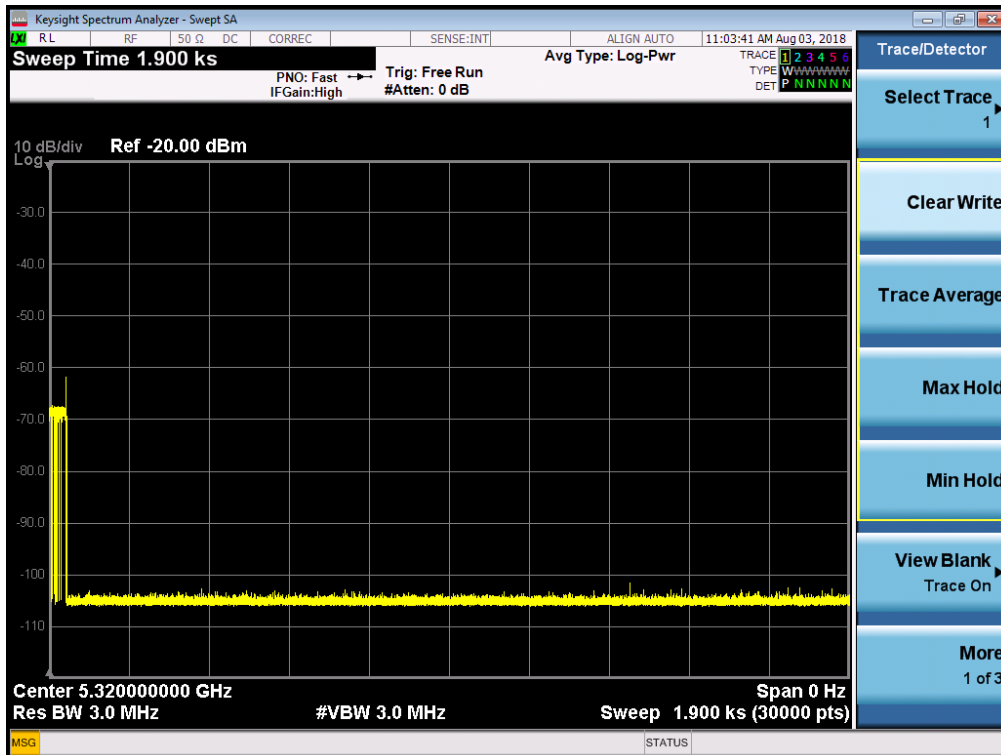 Keysight Spectrum Analyzer - Swept SA
LXI RL RF 50 Ω DC CORREC SENSE:INT ALIGN AUTO 11:03:41 AM Aug 03, 2018
Sweep Time 1.900 ks
PNO: Fast
IFGain:High
Trig: Free Run
#Atten: 0 dB
Avg Type: Log-Pwr
TRACE 1 2 3 4 5 6
TYPE W
DET P N N N N N
10 dB/div Ref -20.00 dBm
Log
-30.0
-40.0
-50.0
-60.0
-70.0
-80.0
-90.0
-100
-110
Center 5.320000000 GHz Span 0 Hz
Res BW 3.0 MHz #VBW 3.0 MHz Sweep 1.900 ks (30000 pts)
MSG STATUS
Trace/Detector
Select Trace
1
Clear Write
Trace Average
Max Hold
Min Hold
View Blank
Trace On
More
1 of 3